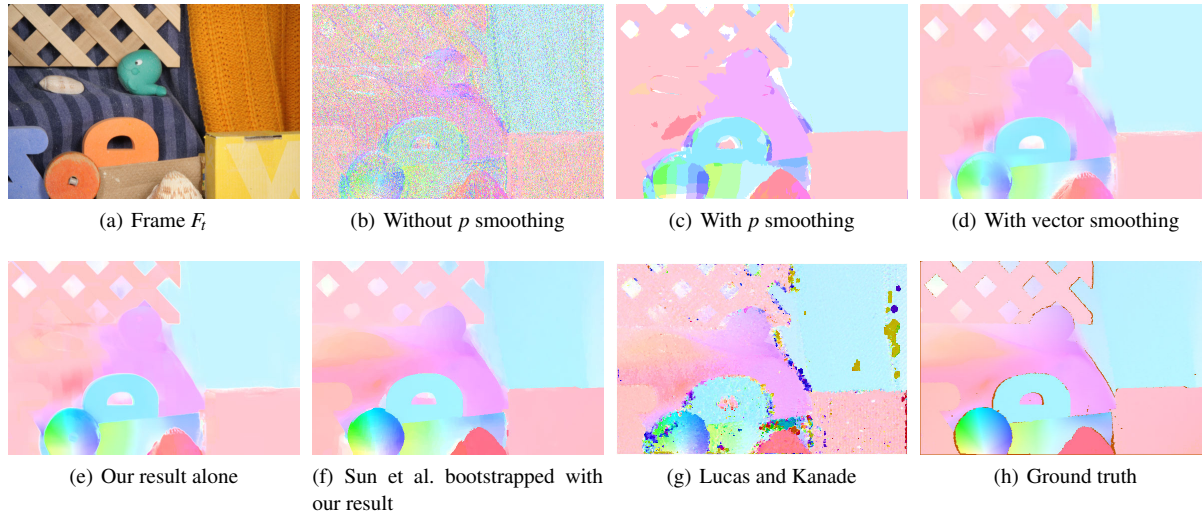 (a) Frame F_t
(b) Without p smoothing
(c) With p smoothing
(d) With vector smoothing
(e) Our result alone
(f) Sun et al. bootstrapped with
our result
(g) Lucas and Kanade
(h) Ground truth